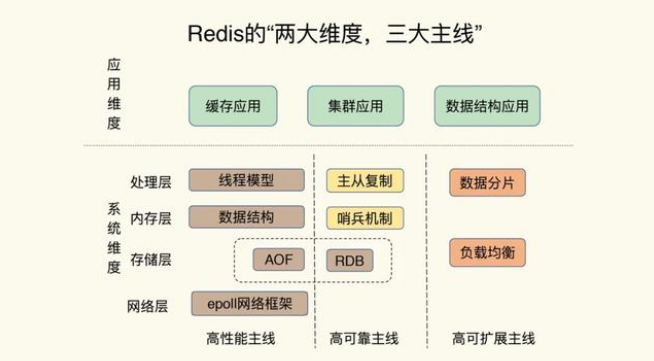 Redis的“两大维度，三大主线”
应用维度
缓存应用
集群应用
数据结构应用
系统维度
处理层
线程模型
主从复制
数据分片
内存层
数据结构
哨兵机制
存储层
AOF
RDB
负载均衡
网络层
epoll网络框架
高性能主线
高可靠主线
高可扩展主线